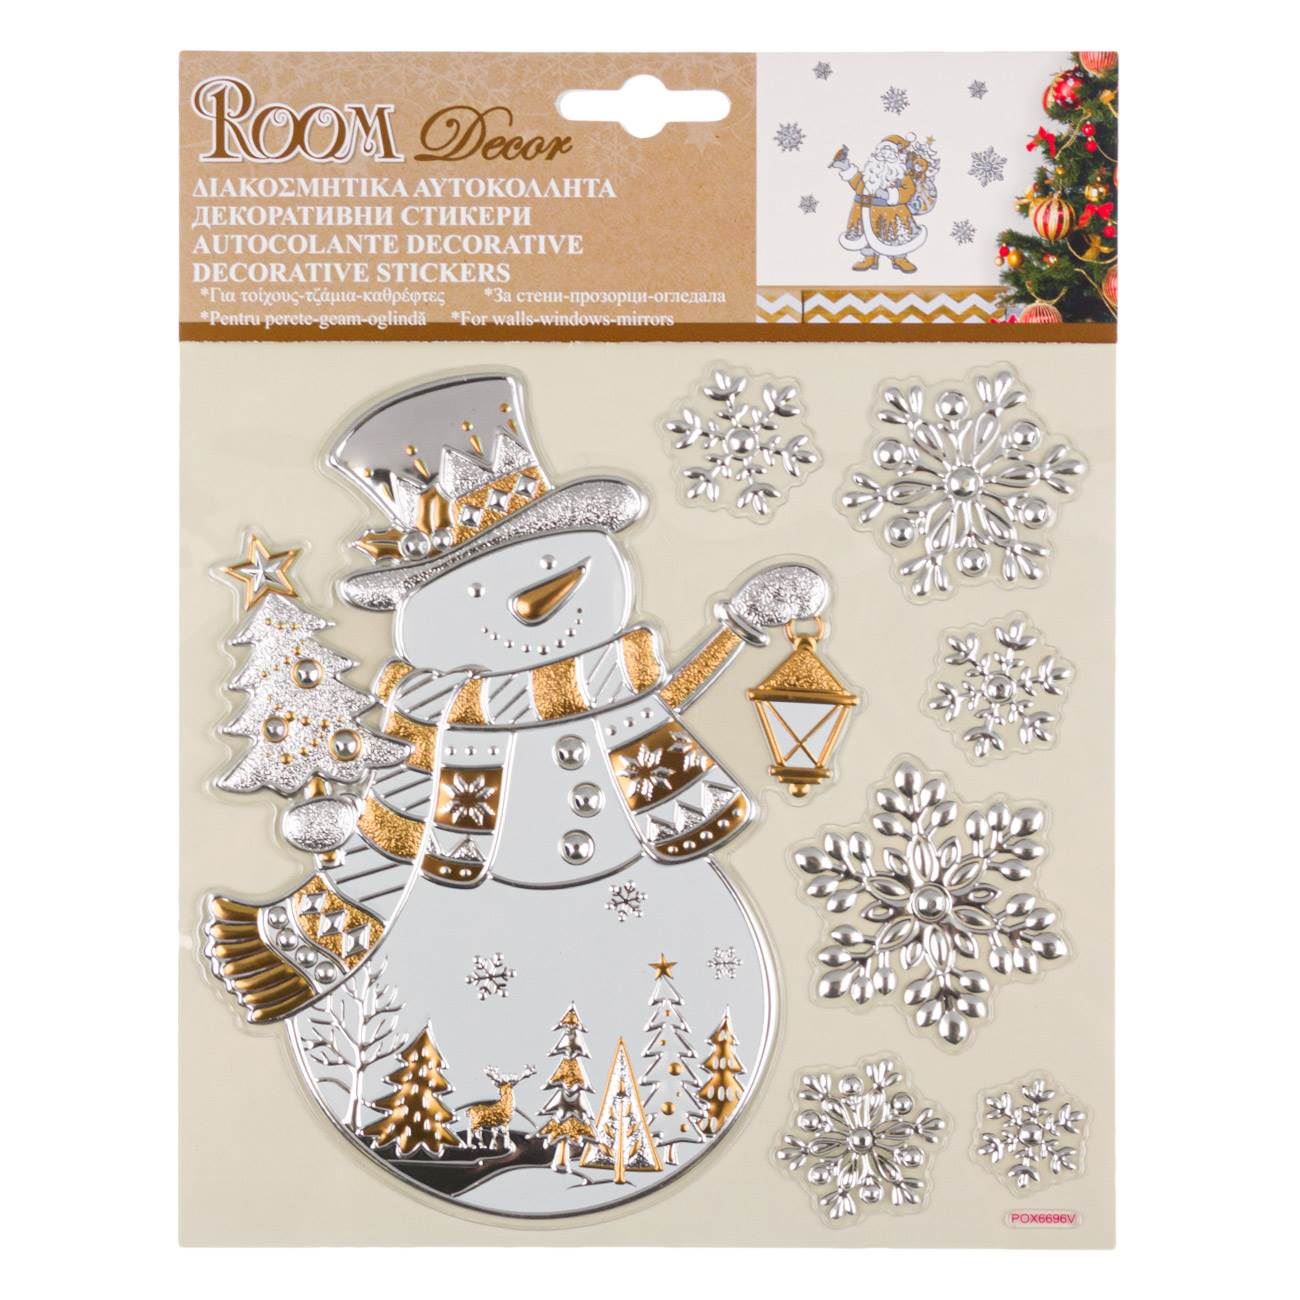 ROOM Decor
ΔΙΑΚΟΣΜΗΤΙΚΑ ΑΥΤΟΚΟΛΛΗΤΑ
ДЕКОРАТИВНИ СТИКЕРИ
AUTOCOLANTE DECORATIVE
DECORATIVE STICKERS
*Για τοίχους-τζάμια-καθρέφτες *За стени-прозорци-огледала
*Pentru perete-geam-oglindă *For walls-windows-mirrors
POX6696V